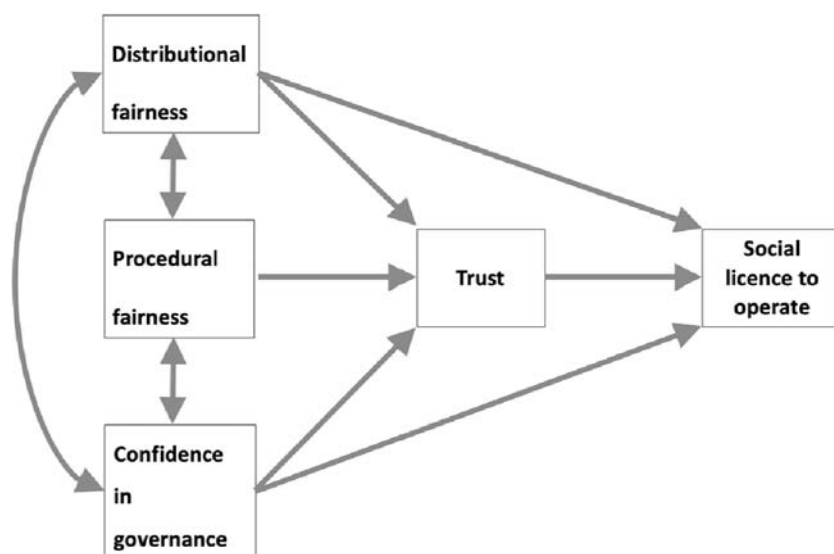 Distributional
fairness
Procedural
fairness
Trust
Social
licence to
operate
Confidence
in
governance